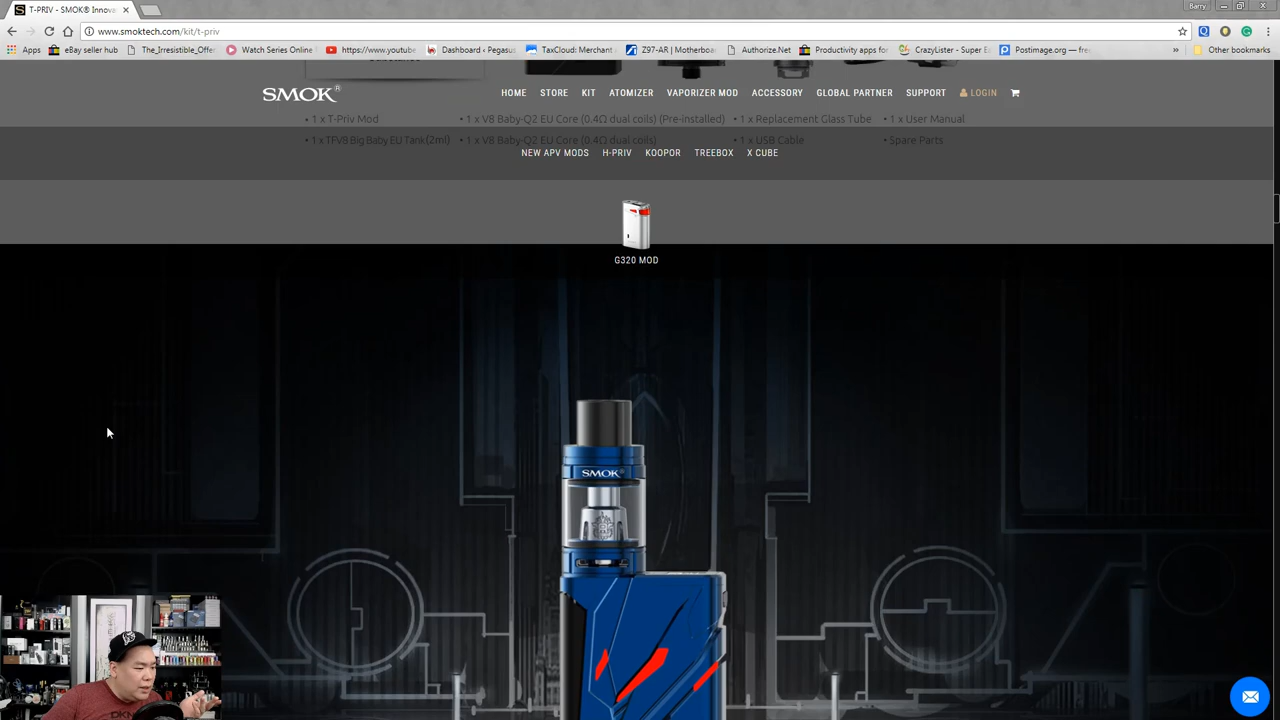 T-PRIV - SMOK® Innova
Barry
www.smoktech.com/kit/t-priv
Apps eBay seller hub The_Irresistible_Offer Watch Series Online https://www.youtube Dashboard ‹ Pegasus TaxCloud: Merchant Z97-AR | Motherboard Authorize.Net Productivity apps for CrazyLister - Super E Postimage.org — free » Other bookmarks
SMOK® HOME STORE KIT ATOMIZER VAPORIZER MOD ACCESSORY GLOBAL PARTNER SUPPORT LOGIN
• 1 x T-Priv Mod • 1 x V8 Baby-Q2 EU Core (0.4Ω dual coils) (Pre-installed) • 1 x Replacement Glass Tube • 1 x User Manual
• 1 x TFV8 Big Baby EU Tank(2ml) • 1 x V8 Baby-Q2 EU Core (0.4Ω dual coils) • 1 x USB Cable • Spare Parts
NEW APV MODS H-PRIV KOOPOR TREEBOX X CUBE
G320 MOD
SMOK®